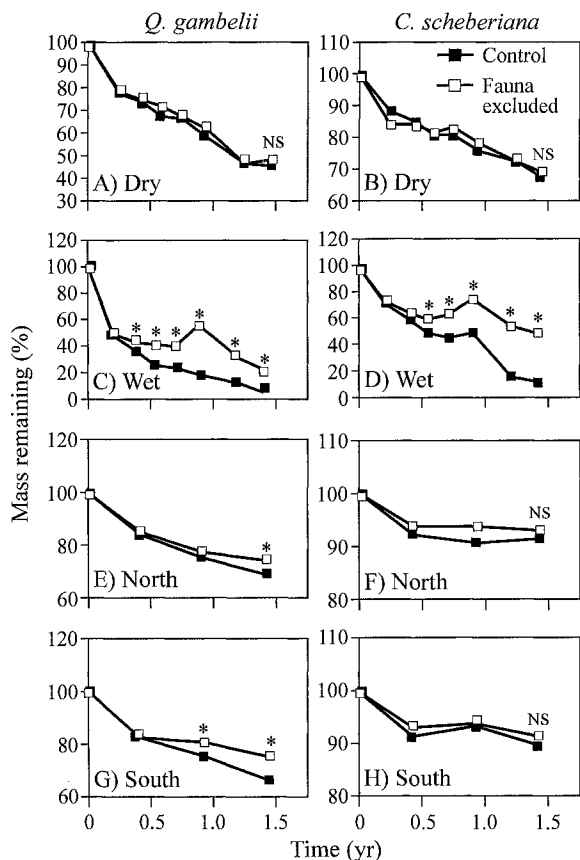 Q. gambelii
C. scheberiana
100
90
80
70
60
50
40
30
NS
A) Dry
110
100
90
80
70
60
Control
Fauna
excluded
NS
B) Dry
120
100
80
60
40
20
0
* * * * * *
C) Wet
120
100
80
60
40
20
0
* * * * *
D) Wet
Mass remaining (%)
120
100
80
60
*
E) North
110
100
90
80
NS
F) North
120
100
80
60
* *
G) South
0 0.5 1.0 1.5
110
100
90
80
NS
H) South
0 0.5 1.0 1.5
Time (yr)